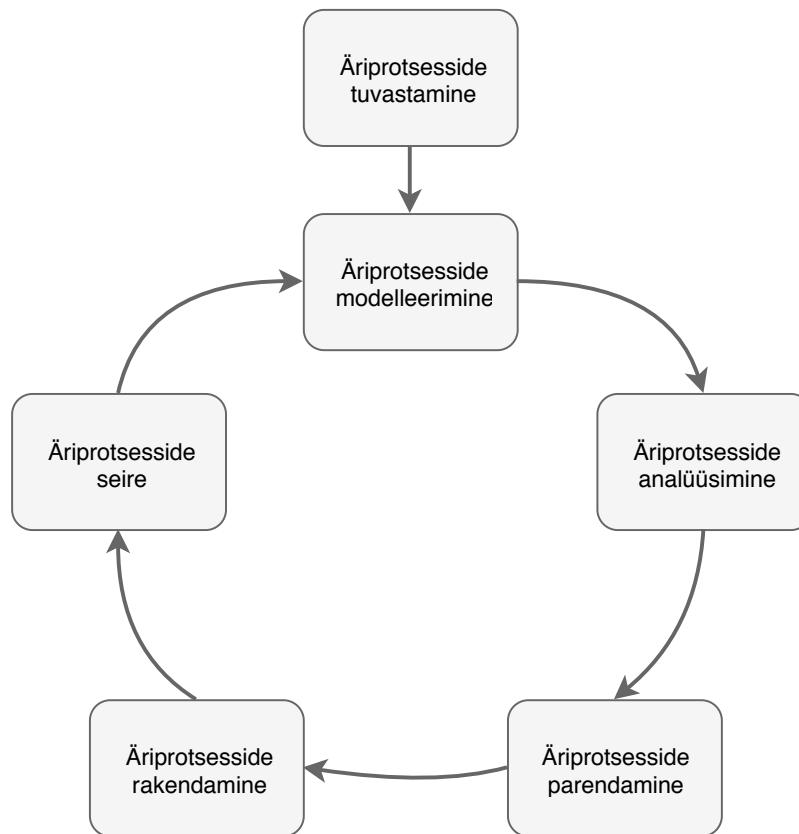 Äriprotsesside
tuvastamine
Äriprotsesside
modelleerimine
Äriprotsesside
analüüsimine
Äriprotsesside
parendamine
Äriprotsesside
rakendamine
Äriprotsesside
seire